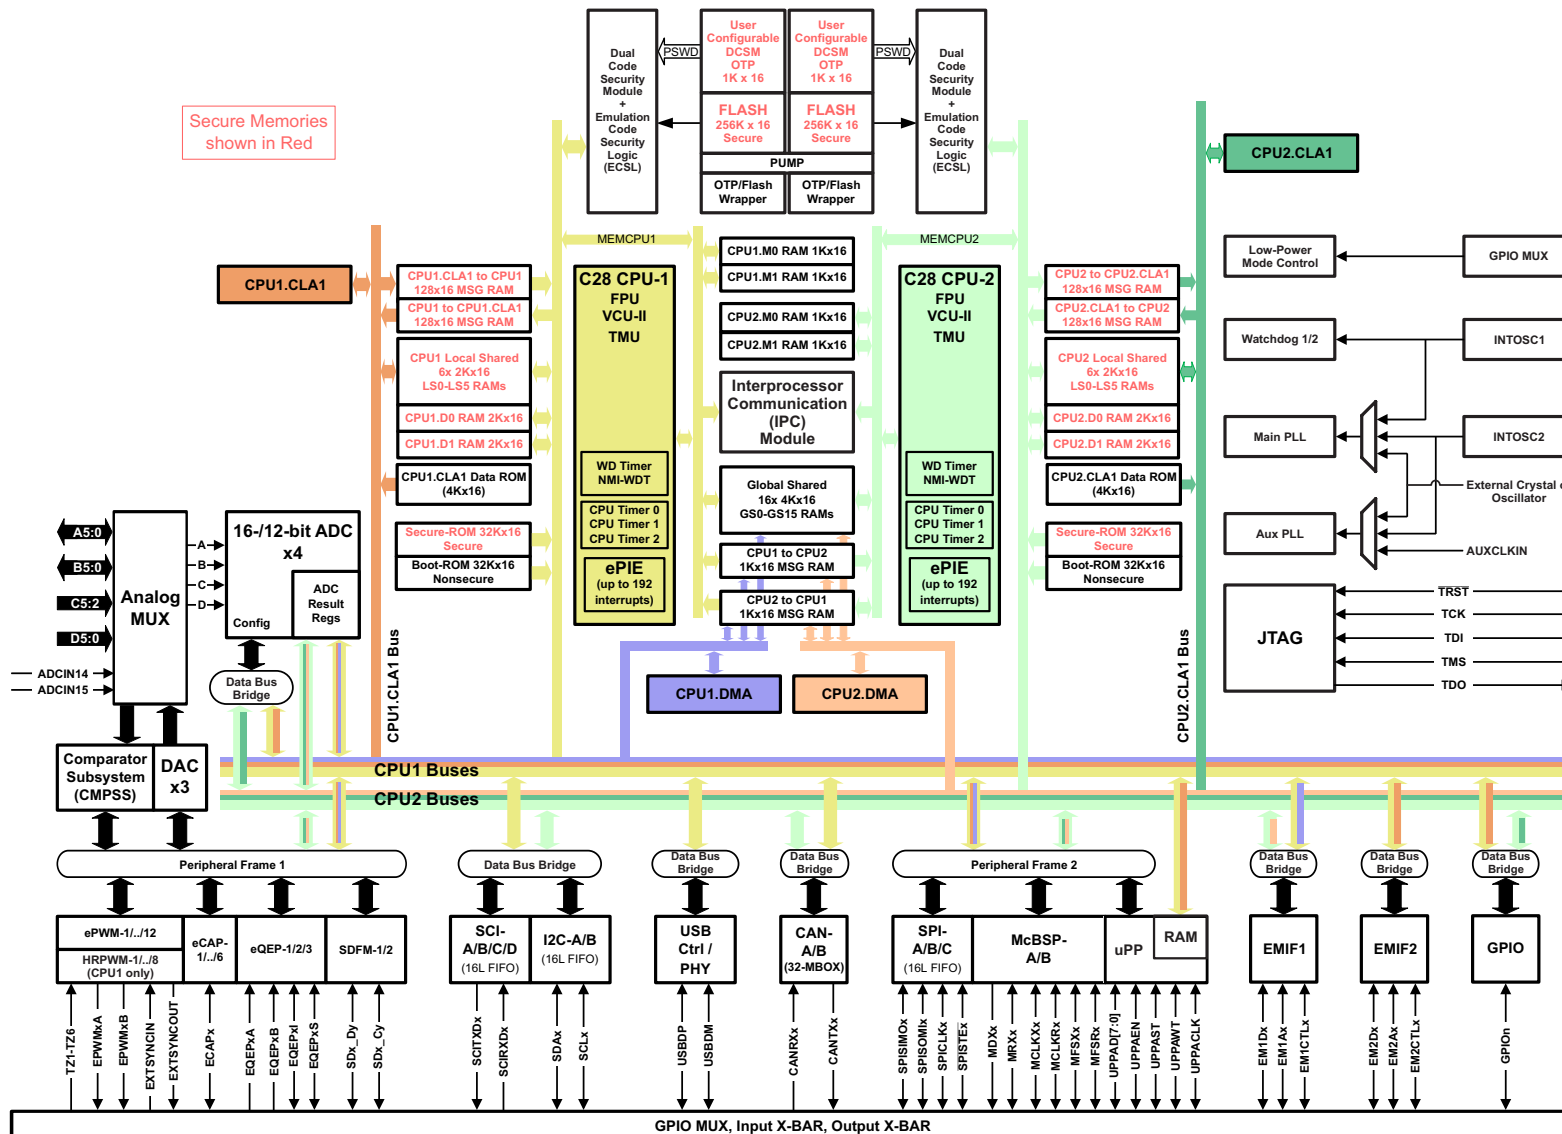 Secure Memories
shown in Red
Dual
Code
Security
Module
+
Emulation
Code
Security
Logic
(ECSL)
PSWD
User
Configurable
DCSM
OTP
1K x 16
User
Configurable
DCSM
OTP
1K x 16
PSWD
FLASH
256K x 16
Secure
FLASH
256K x 16
Secure
PUMP
OTP/Flash
Wrapper
OTP/Flash
Wrapper
Dual
Code
Security
Module
+
Emulation
Code
Security
Logic
(ECSL)
CPU2.CLA1
MEMCPU1
MEMCPU2
CPU1.CLA1
CPU1.CLA1 to CPU1
128x16 MSG RAM
CPU1 to CPU1.CLA1
128x16 MSG RAM
CPU1 Local Shared
6x 2Kx16
LS0-LS5 RAMs
CPU1.D0 RAM 2Kx16
CPU1.D1 RAM 2Kx16
CPU1.CLA1 Data ROM
(4Kx16)
Secure-ROM 32Kx16
Secure
Boot-ROM 32Kx16
Nonsecure
C28 CPU-1
FPU
VCU-II
TMU
WD Timer
NMI-WDT
CPU Timer 0
CPU Timer 1
CPU Timer 2
ePIE
(up to 192
interrupts)
CPU1.M0 RAM 1Kx16
CPU1.M1 RAM 1Kx16
CPU2.M0 RAM 1Kx16
CPU2.M1 RAM 1Kx16
Interprocessor
Communication
(IPC)
Module
Global Shared
16x 4Kx16
GS0-GS15 RAMs
CPU1 to CPU2
1Kx16 MSG RAM
CPU2 to CPU1
1Kx16 MSG RAM
C28 CPU-2
FPU
VCU-II
TMU
WD Timer
NMI-WDT
CPU Timer 0
CPU Timer 1
CPU Timer 2
ePIE
(up to 192
interrupts)
CPU2 to CPU2.CLA1
128x16 MSG RAM
CPU2.CLA1 to CPU2
128x16 MSG RAM
CPU2 Local Shared
6x 2Kx16
LS0-LS5 RAMs
CPU2.D0 RAM 2Kx16
CPU2.D1 RAM 2Kx16
CPU2.CLA1 Data ROM
(4Kx16)
Secure-ROM 32Kx16
Secure
Boot-ROM 32Kx16
Nonsecure
Low-Power
Mode Control
GPIO MUX
Watchdog 1/2
INTOSC1
Main PLL
INTOSC2
External Crystal o
Oscillator
Aux PLL
AUXCLKIN
JTAG
TRST
TCK
TDI
TMS
TDO
A5:0
B5:0
C5:2
D5:0
ADCIN14
ADCIN15
Analog
MUX
A
B
C
D
16-/12-bit ADC
x4
Config
ADC
Result
Regs
Data Bus
Bridge
CPU1.CLA1 Bus
CPU2.CLA1 Bus
CPU1.DMA
CPU2.DMA
Comparator
Subsystem
(CMPSS)
DAC
x3
CPU1 Buses
CPU2 Buses
Peripheral Frame 1
Data Bus Bridge
Data Bus
Bridge
Data Bus
Bridge
Peripheral Frame 2
Data Bus
Bridge
Data Bus
Bridge
Data Bus
Bridge
ePWM-1/../12
HRPWM-1/../8
(CPU1 only)
eCAP-
1/../6
eQEP-1/2/3
SDFM-1/2
SCI-
A/B/C/D
(16L FIFO)
I2C-A/B
(16L FIFO)
USB
Ctrl /
PHY
CAN-
A/B
(32-MBOX)
SPI-
A/B/C
(16L FIFO)
McBSP-
A/B
uPP
RAM
EMIF1
EMIF2
GPIO
TZ1-TZ6
EPWMxA
EPWMxB
EXTSYNCIN
EXTSYNCOUT
ECAPx
EQEPxA
EQEPxB
EQEPxI
EQEPxS
SDx_Dy
SDx_Cy
SCITXDx
SCIRXDx
SDAx
SCLx
USBDP
USBDM
CANRXx
CANTXx
SPISIMOx
SPISOMIx
SPICLKx
SPISTEx
MDXx
MRXx
MCLKXx
MCLKRx
MFSXx
MFSRx
UPPAD[7:0]
UPPAEN
UPPAST
UPPAWT
UPPACLK
EM1Dx
EM1Ax
EM1CTLx
EM2Dx
EM2Ax
EM2CTLx
GPIOn
GPIO MUX, Input X-BAR, Output X-BAR